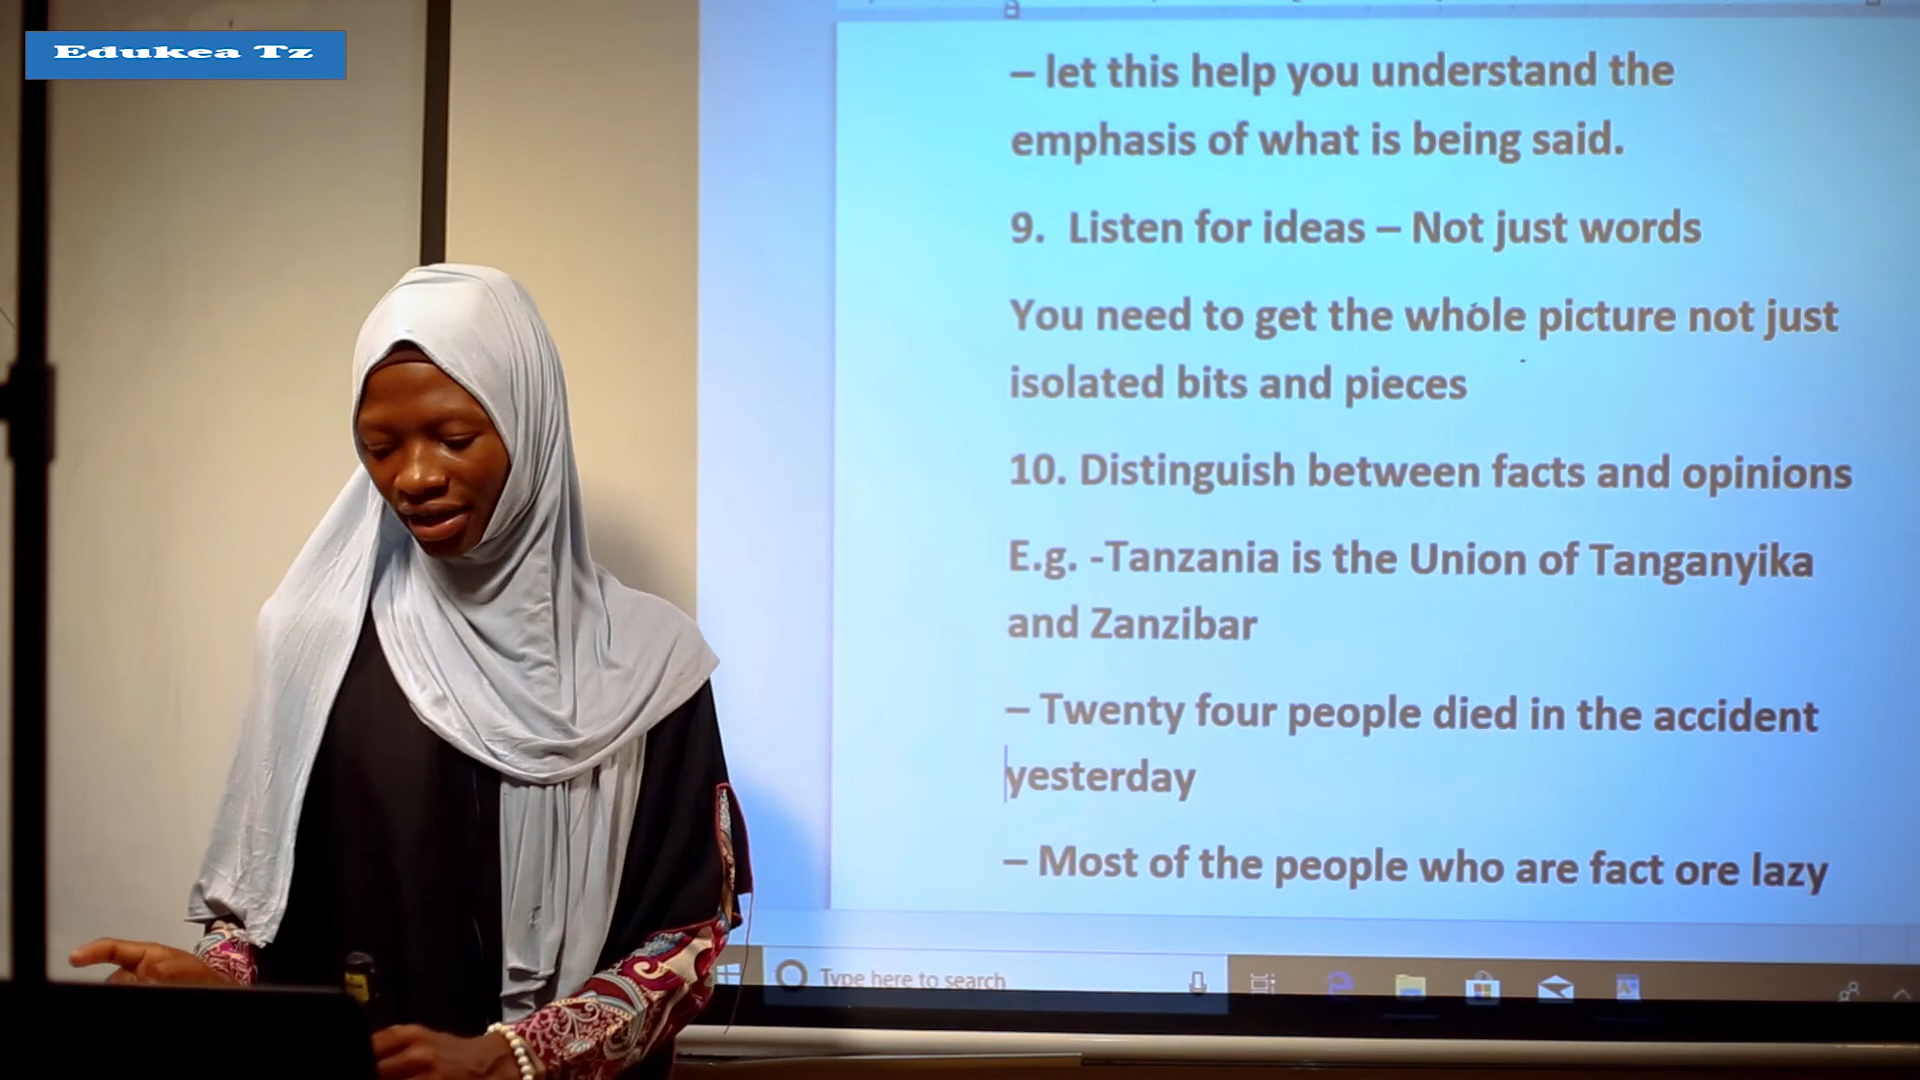 Edukea Tz
– let this help you understand the
emphasis of what is being said.
9. Listen for ideas – Not just words
You need to get the whole picture not just
isolated bits and pieces
10. Distinguish between facts and opinions
E.g. -Tanzania is the Union of Tanganyika
and Zanzibar
– Twenty four people died in the accident
yesterday
– Most of the people who are fact ore lazy
Type here to search